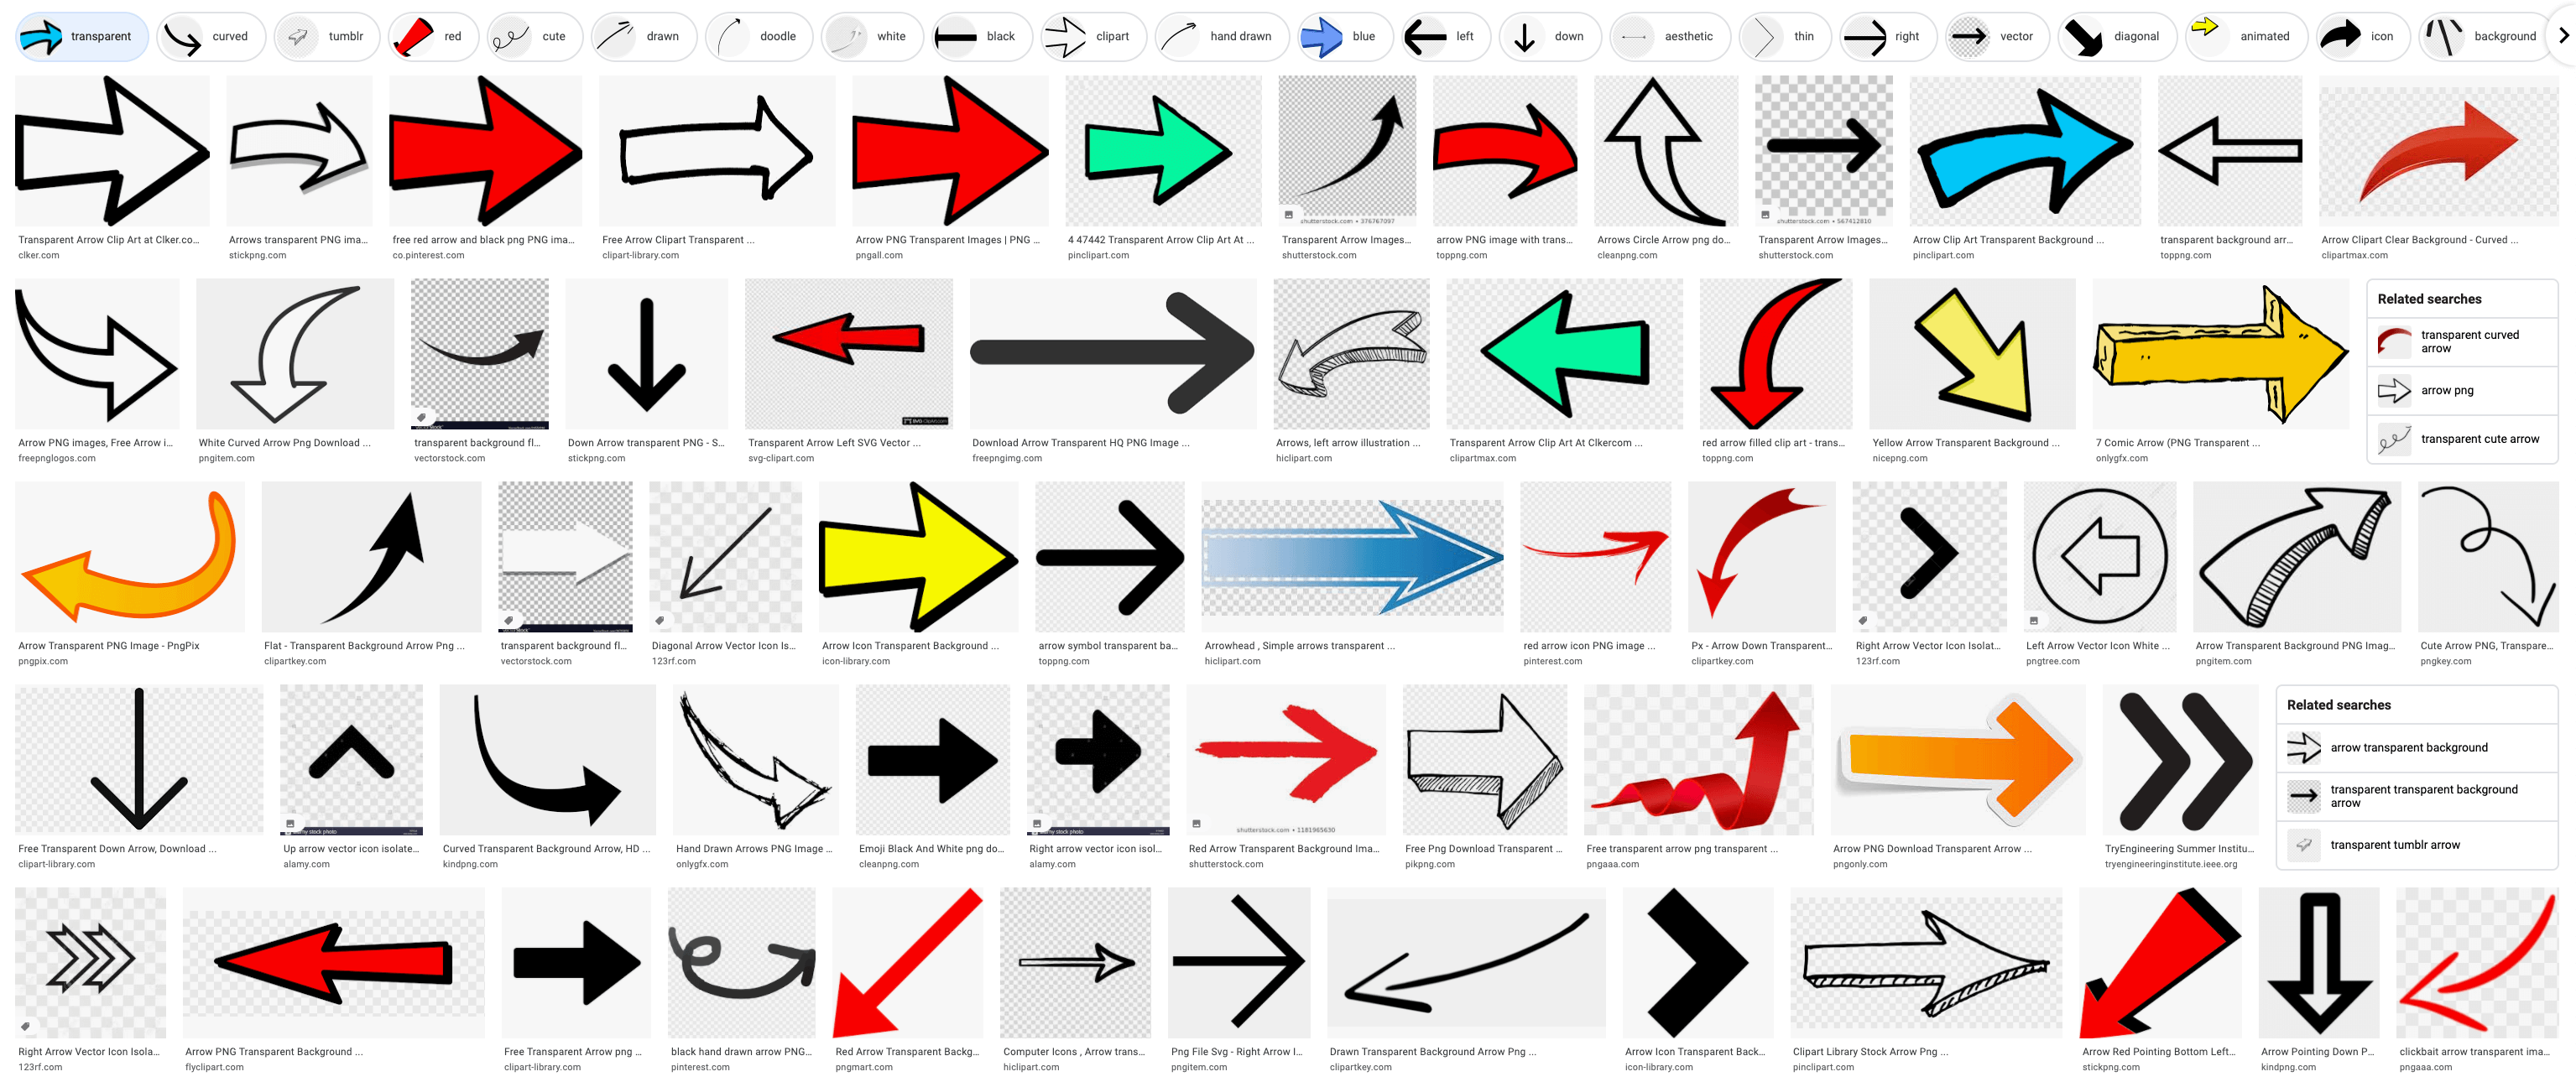 transparent
curved
tumblr
red
cute
drawn
doodle
white
black
clipart
hand drawn
blue
left
down
aesthetic
thin
right
vector
diagonal
animated
icon
background
shutterstock.com • 376767097
shutterstock.com • 567412810
Transparent Arrow Clip Art at Clker.co...
clker.com
Arrows transparent PNG ima...
stickpng.com
free red arrow and black png PNG ima...
co.pinterest.com
Free Arrow Clipart Transparent ...
clipart-library.com
Arrow PNG Transparent Images | PNG ...
pngall.com
4 47442 Transparent Arrow Clip Art At ...
pinclipart.com
Transparent Arrow Images...
shutterstock.com
arrow PNG image with trans...
toppng.com
Arrows Circle Arrow png do...
cleanpng.com
Transparent Arrow Images...
shutterstock.com
Arrow Clip Art Transparent Background ...
pinclipart.com
transparent background arr...
toppng.com
Arrow Clipart Clear Background - Curved ...
clipartmax.com
Arrow PNG images, Free Arrow i...
freepnglogos.com
White Curved Arrow Png Download ...
pngitem.com
transparent background fl...
vectorstock.com
Down Arrow transparent PNG - S...
stickpng.com
Transparent Arrow Left SVG Vector ...
svg-clipart.com
Download Arrow Transparent HQ PNG Image ...
freepngimg.com
Arrows, left arrow illustration ...
hiclipart.com
Transparent Arrow Clip Art At Clkercom ...
clipartmax.com
red arrow filled clip art - trans...
toppng.com
Yellow Arrow Transparent Background ...
nicepng.com
7 Comic Arrow (PNG Transparent ...
onlygfx.com
Related searches
transparent curved
arrow
arrow png
transparent cute arrow
Arrow Transparent PNG Image - PngPix
pngpix.com
Flat - Transparent Background Arrow Png ...
clipartkey.com
transparent background fl...
vectorstock.com
Diagonal Arrow Vector Icon Is...
123rf.com
Arrow Icon Transparent Background ...
icon-library.com
arrow symbol transparent ba...
toppng.com
Arrowhead , Simple arrows transparent ...
hiclipart.com
red arrow icon PNG image ...
pinterest.com
Px - Arrow Down Transparent...
clipartkey.com
Right Arrow Vector Icon Isolat...
123rf.com
Left Arrow Vector Icon White ...
pngtree.com
Arrow Transparent Background PNG Imag...
pngitem.com
Cute Arrow PNG, Transpare...
pngkey.com
shutterstock.com • 1181965630
Free Transparent Down Arrow, Download ...
clipart-library.com
Up arrow vector icon isolate...
alamy.com
Curved Transparent Background Arrow, HD ...
kindpng.com
Hand Drawn Arrows PNG Image ...
onlygfx.com
Emoji Black And White png do...
cleanpng.com
Right arrow vector icon isol...
alamy.com
Red Arrow Transparent Background Ima...
shutterstock.com
Free Png Download Transparent ...
pikpng.com
Free transparent arrow png transparent ...
pngaaa.com
Arrow PNG Download Transparent Arrow ...
pngonly.com
TryEngineering Summer Institu...
tryengineeringinstitute.ieee.org
Related searches
arrow transparent background
transparent transparent background
arrow
transparent tumblr arrow
Right Arrow Vector Icon Isola...
123rf.com
Arrow PNG Transparent Background ...
flyclipart.com
Free Transparent Arrow png ...
clipart-library.com
black hand drawn arrow PNG...
pinterest.com
Red Arrow Transparent Backg...
pngmart.com
Computer Icons , Arrow trans...
hiclipart.com
Png File Svg - Right Arrow I...
pngitem.com
Drawn Transparent Background Arrow Png ...
clipartkey.com
Arrow Icon Transparent Back...
icon-library.com
Clipart Library Stock Arrow Png ...
pinclipart.com
Arrow Red Pointing Bottom Left...
stickpng.com
Arrow Pointing Down P...
kindpng.com
clickbait arrow transparent ima...
pngaaa.com